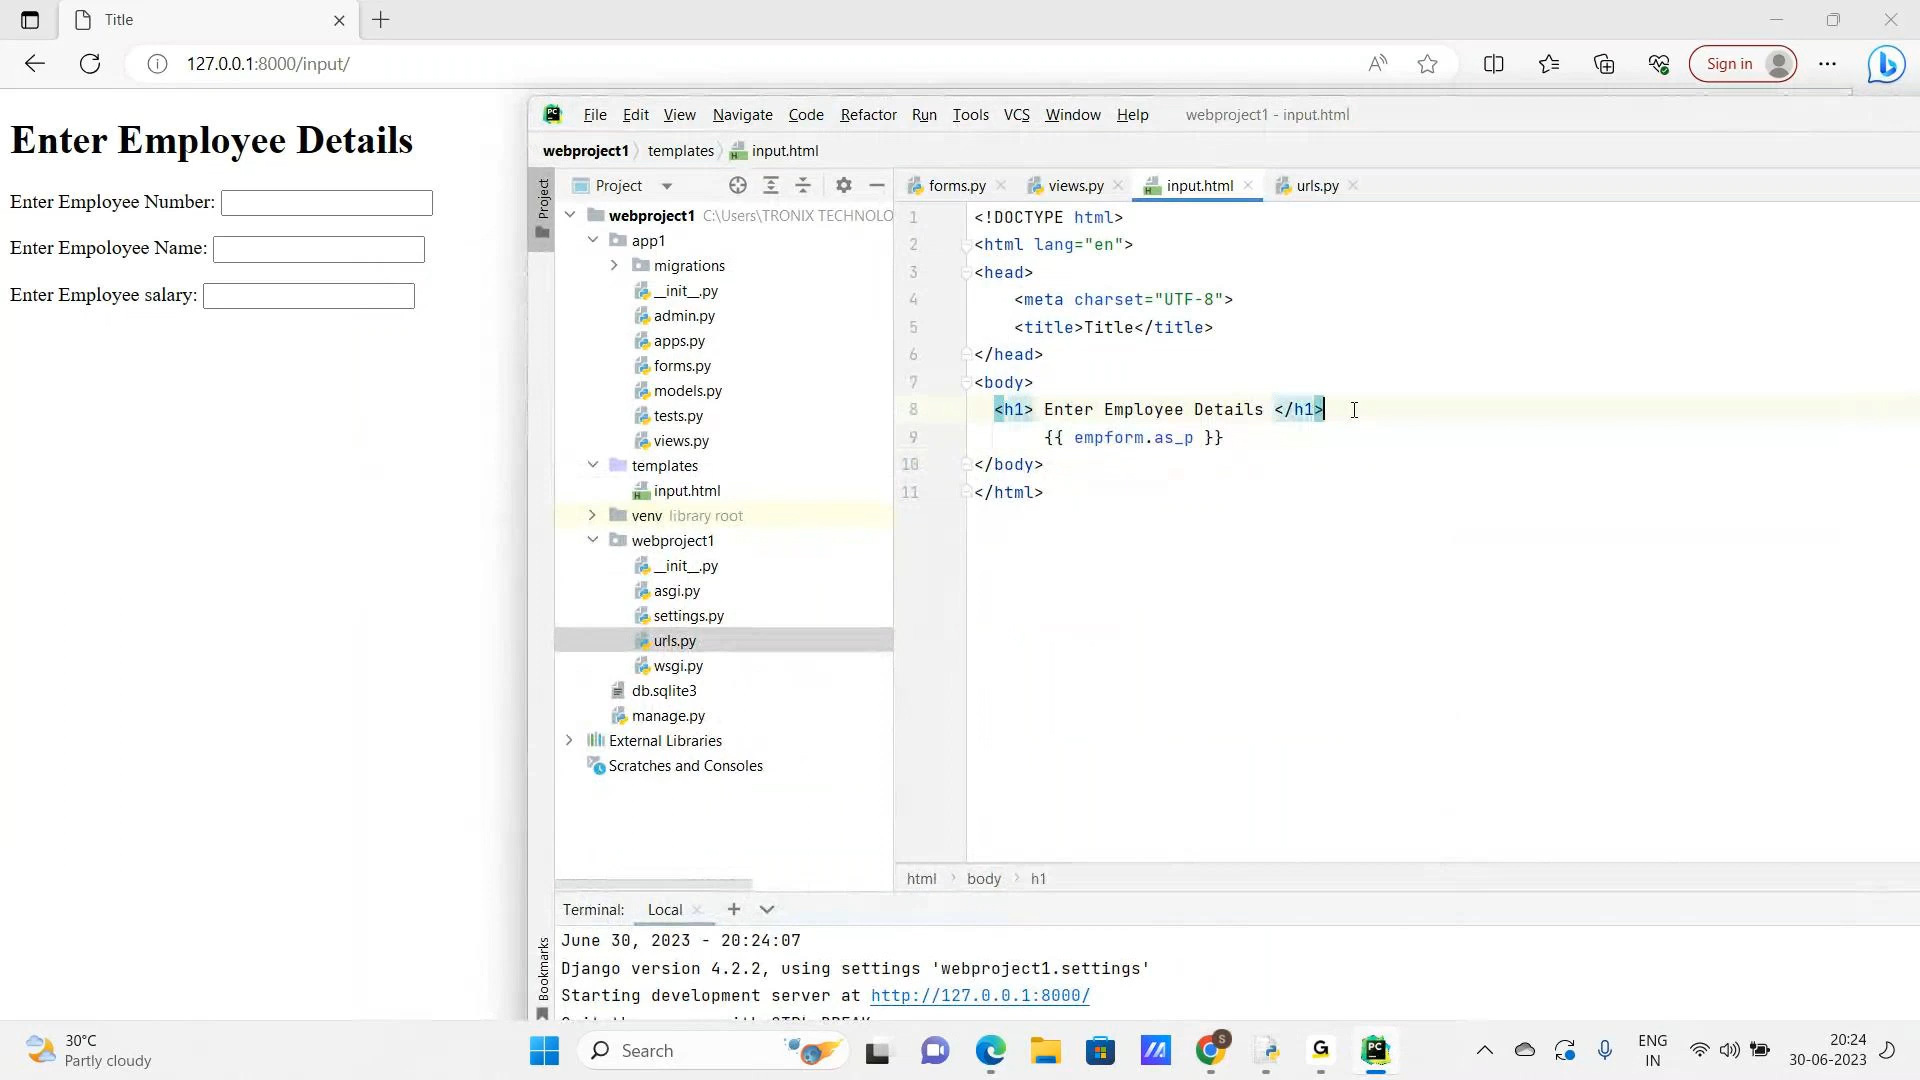 Title
127.0.0.1:8000/input/
Sign in
Enter Employee Details
Enter Employee Number:
Enter Empoloyee Name:
Enter Employee salary:
PC File Edit View Navigate Code Refactor Run Tools VCS Window Help webproject1 - input.html
webproject1 templates input.html
Project
Project
forms.py views.py input.html urls.py
webproject1 C:\Users\TRONIX TECHNOLO
app1
migrations
__init__.py
admin.py
apps.py
forms.py
models.py
tests.py
views.py
templates
input.html
venv library root
webproject1
__init__.py
asgi.py
settings.py
urls.py
wsgi.py
db.sqlite3
manage.py
External Libraries
Scratches and Consoles
1 <!DOCTYPE html>
2 <html lang="en">
3 <head>
4 <meta charset="UTF-8">
5 <title>Title</title>
6 </head>
7 <body>
8 <h1> Enter Employee Details </h1>
9 {{ empform.as_p }}
10 </body>
11 </html>
html body h1
Terminal: Local
Bookmarks
June 30, 2023 - 20:24:07
Django version 4.2.2, using settings 'webproject1.settings'
Starting development server at http://127.0.0.1:8000/
30°C
Partly cloudy
Search
S
G
PC
ENG
IN
20:24
30-06-2023